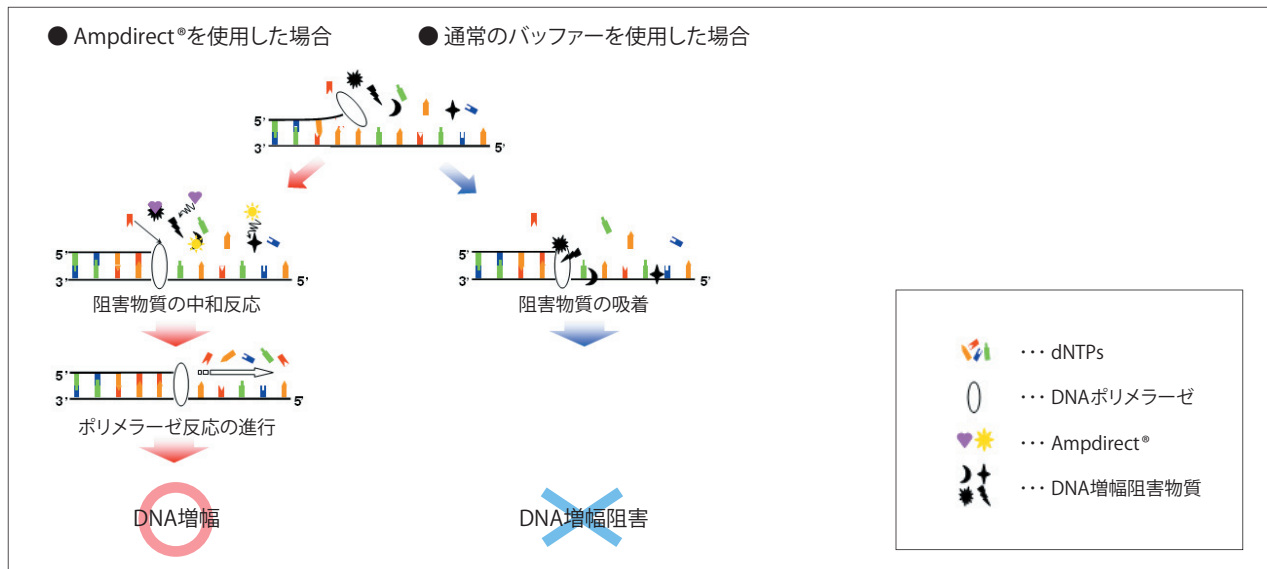 ● Ampdirect®を使用した場合
● 通常のバッファーを使用した場合
5'
3'
5'
5'
3'
5'
阻害物質の中和反応
5'
3'
5'
阻害物質の吸着
5'
3'
5'
ポリメラーゼ反応の進行
DNA増幅
DNA増幅阻害
･･･ dNTPs
･･･ DNAポリメラーゼ
･･･ Ampdirect®
･･･ DNA増幅阻害物質